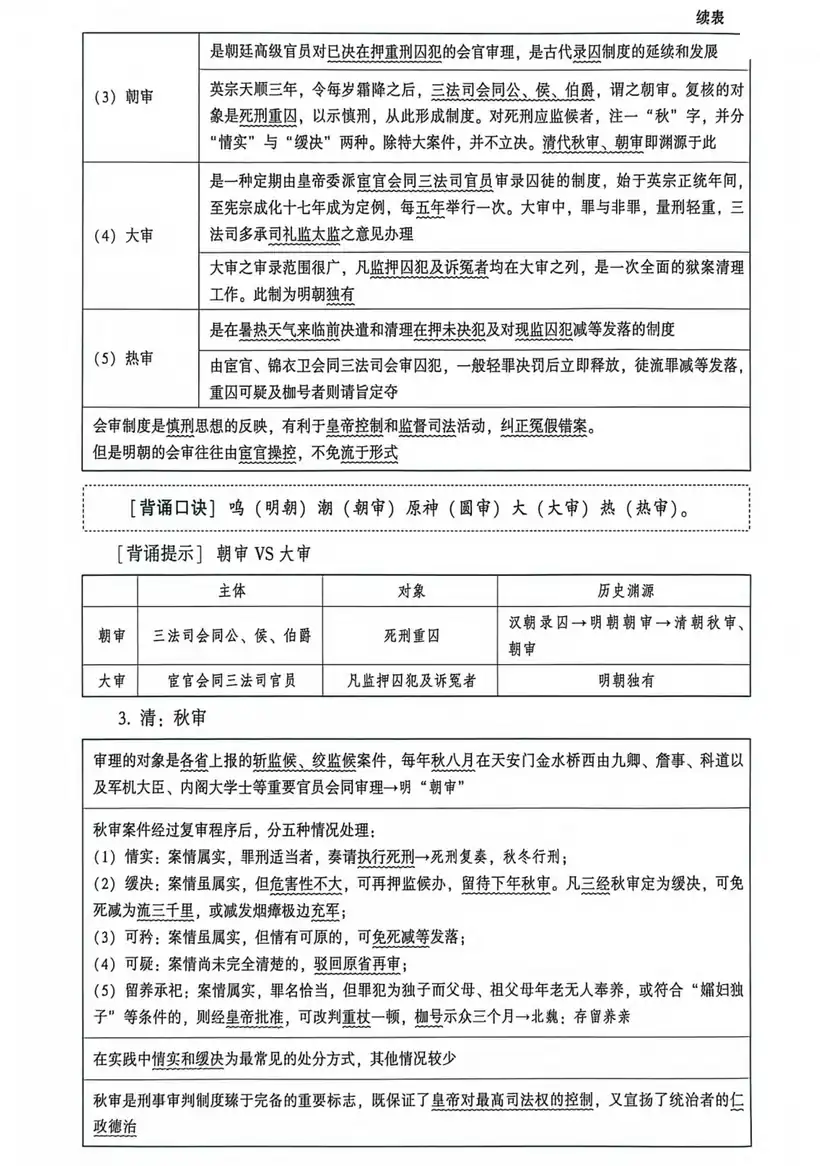 续表
是朝廷高级官员对已决在押重刑囚犯的会官审理，是古代录囚制度的延续和发展
（3）朝审
英宗天顺三年，令每岁霜降之后，三法司会同公、侯、伯爵，谓之朝审。复核的对
象是死刑重囚，以示慎刑，从此形成制度。对死刑应监候者，注一“秋”字，并分
“情实”与“缓决”两种。除特大案件，并不立决。清代秋审、朝审即渊源于此
（4）大审
是一种定期由皇帝委派宦官会同三法司官员审录囚徒的制度，始于英宗正统年间，
至宪宗成化十七年成为定例，每五年举行一次。大审中，罪与非罪，量刑轻重，三
法司多承司礼监太监之意见办理
大审之审录范围很广，凡监押囚犯及诉冤者均在大审之列，是一次全面的狱案清理
工作。此制为明朝独有
（5）热审
是在暑热天气来临前决遣和清理在押未决犯及对现监囚犯减等发落的制度
由宦官、锦衣卫会同三法司会审囚犯，一般轻罪决罚后立即释放，徒流罪减等发落，
重囚可疑及枷号者则请旨定夺
会审制度是慎刑思想的反映，有利于皇帝控制和监督司法活动，纠正冤假错案。
但是明朝的会审往往由宦官操控，不免流于形式
［背诵口诀］鸣（明朝）潮（朝审）原神（圆审）大（大审）热（热审）。
［背诵提示］朝审 VS 大审
主体 对象 历史渊源
朝审 三法司会同公、侯、伯爵 死刑重囚 汉朝录囚→明朝朝审→清朝秋审、
朝审
大审 宦官会同三法司官员 凡监押囚犯及诉冤者 明朝独有
3. 清：秋审
审理的对象是各省上报的斩监候、绞监候案件，每年秋八月在天安门金水桥西由九卿、詹事、科道以
及军机大臣、内阁大学士等重要官员会同审理→明“朝审”
秋审案件经过复审程序后，分五种情况处理：
（1）情实：案情属实，罪刑适当者，奏请执行死刑→死刑复奏，秋冬行刑；
（2）缓决：案情虽属实，但危害性不大，可再押监候办，留待下年秋审。凡三经秋审定为缓决，可免
死减为流三千里，或减发烟瘴极边充军；
（3）可矜：案情虽属实，但情有可原的，可免死减等发落；
（4）可疑：案情尚未完全清楚的，驳回原省再审；
（5）留养承祀：案情属实，罪名恰当，但罪犯为独子而父母、祖父母年老无人奉养，或符合“孀妇独
子”等条件的，则经皇帝批准，可改判重杖一顿，枷号示众三个月→北魏：存留养亲
在实践中情实和缓决为最常见的处分方式，其他情况较少
秋审是刑事审判制度臻于完备的重要标志，既保证了皇帝对最高司法权的控制，又宣扬了统治者的仁
政德治